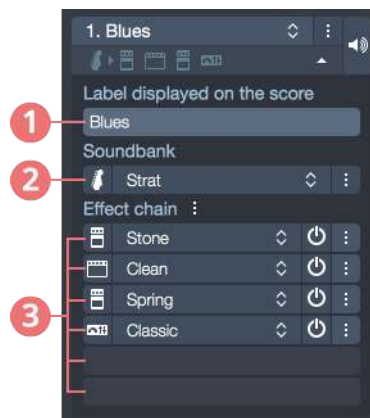 1. Blues
Label displayed on the score
1
Blues
Soundbank
2
Strat
Effect chain
Stone
Clean
3
Spring
Classic